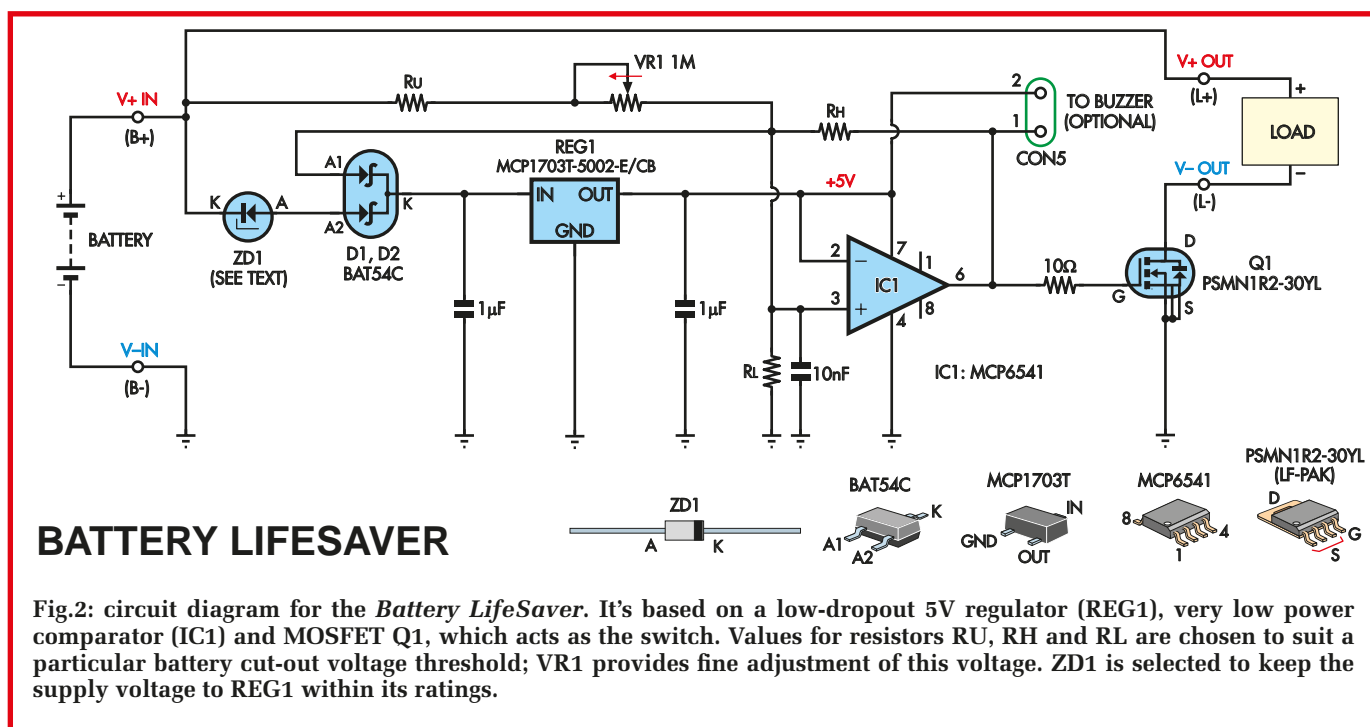 VR1 1M
RU
V+ IN
(B+)
V+ OUT
(L+)
2
1
TO BUZZER
(OPTIONAL)
CON5
RH
+
LOAD
–
A1
A2
K
REG1
MCP1703T-5002-E/CB
IN OUT
GND
+5V
V– OUT
(L-)
K A
ZD1
(SEE TEXT)
D1, D2
BAT54C
+
BATTERY
–
1µF
1µF
2 –
3 +
IC1
7
1
6
8
4
10Ω
D
G
S
Q1
PSMN1R2-30YL
V–IN
(B-)
RL
10nF
IC1: MCP6541
BATTERY LIFESAVER
ZD1
A K
BAT54C
K
A1
A2
MCP1703T
IN
GND
OUT
MCP6541
8
4
1
PSMN1R2-30YL
(LF-PAK)
D
G
S
Fig.2: circuit diagram for the Battery LifeSaver. It's based on a low-dropout 5V regulator (REG1), very low power
comparator (IC1) and MOSFET Q1, which acts as the switch. Values for resistors RU, RH and RL are chosen to suit a
particular battery cut-out voltage threshold; VR1 provides fine adjustment of this voltage. ZD1 is selected to keep the
supply voltage to REG1 within its ratings.